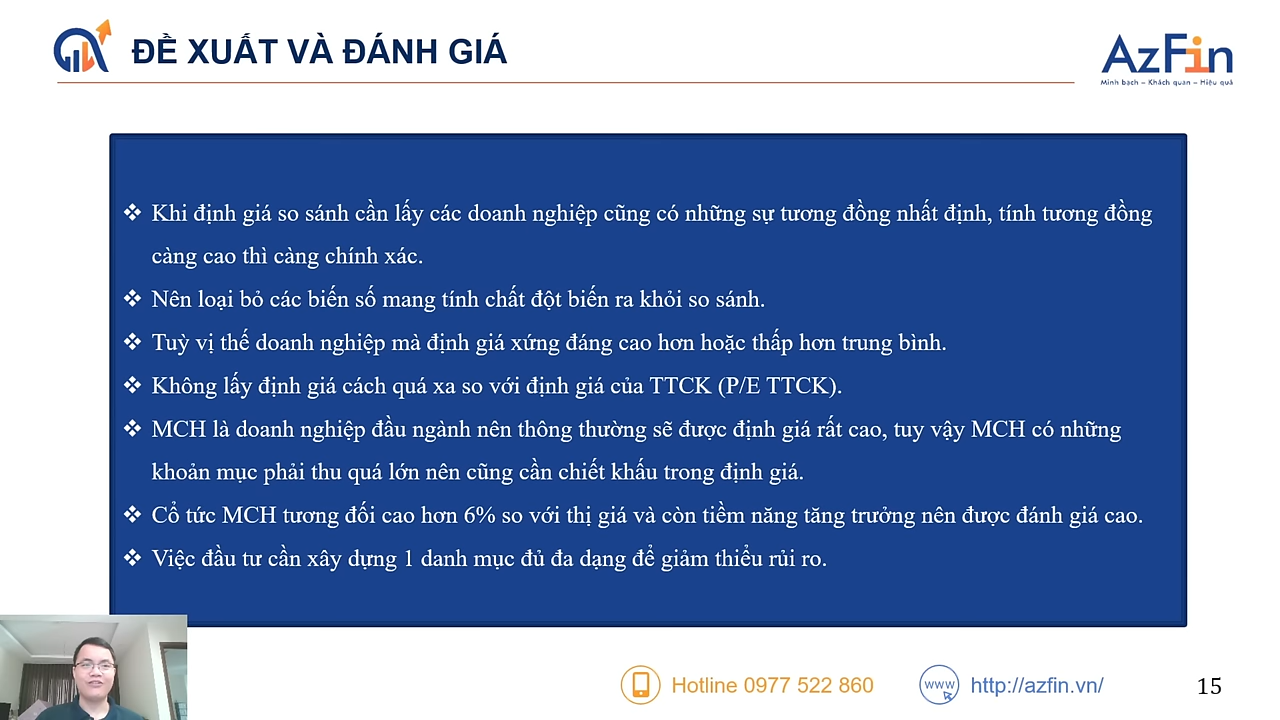 ĐỀ XUẤT VÀ ĐÁNH GIÁ
AzFin
Minh bạch – Khách quan – Hiệu quả
❖ Khi định giá so sánh cần lấy các doanh nghiệp cũng có những sự tương đồng nhất định, tính tương đồng
càng cao thì càng chính xác.
❖ Nên loại bỏ các biến số mang tính chất đột biến ra khỏi so sánh.
❖ Tuỳ vị thế doanh nghiệp mà định giá xứng đáng cao hơn hoặc thấp hơn trung bình.
❖ Không lấy định giá cách quá xa so với định giá của TTCK (P/E TTCK).
❖ MCH là doanh nghiệp đầu ngành nên thông thường sẽ được định giá rất cao, tuy vậy MCH có những
khoản mục phải thu quá lớn nên cũng cần chiết khấu trong định giá.
❖ Cổ tức MCH tương đối cao hơn 6% so với thị giá và còn tiềm năng tăng trưởng nên được đánh giá cao.
❖ Việc đầu tư cần xây dựng 1 danh mục đủ đa dạng để giảm thiểu rủi ro.
Hotline 0977 522 860
www
http://azfin.vn/
15